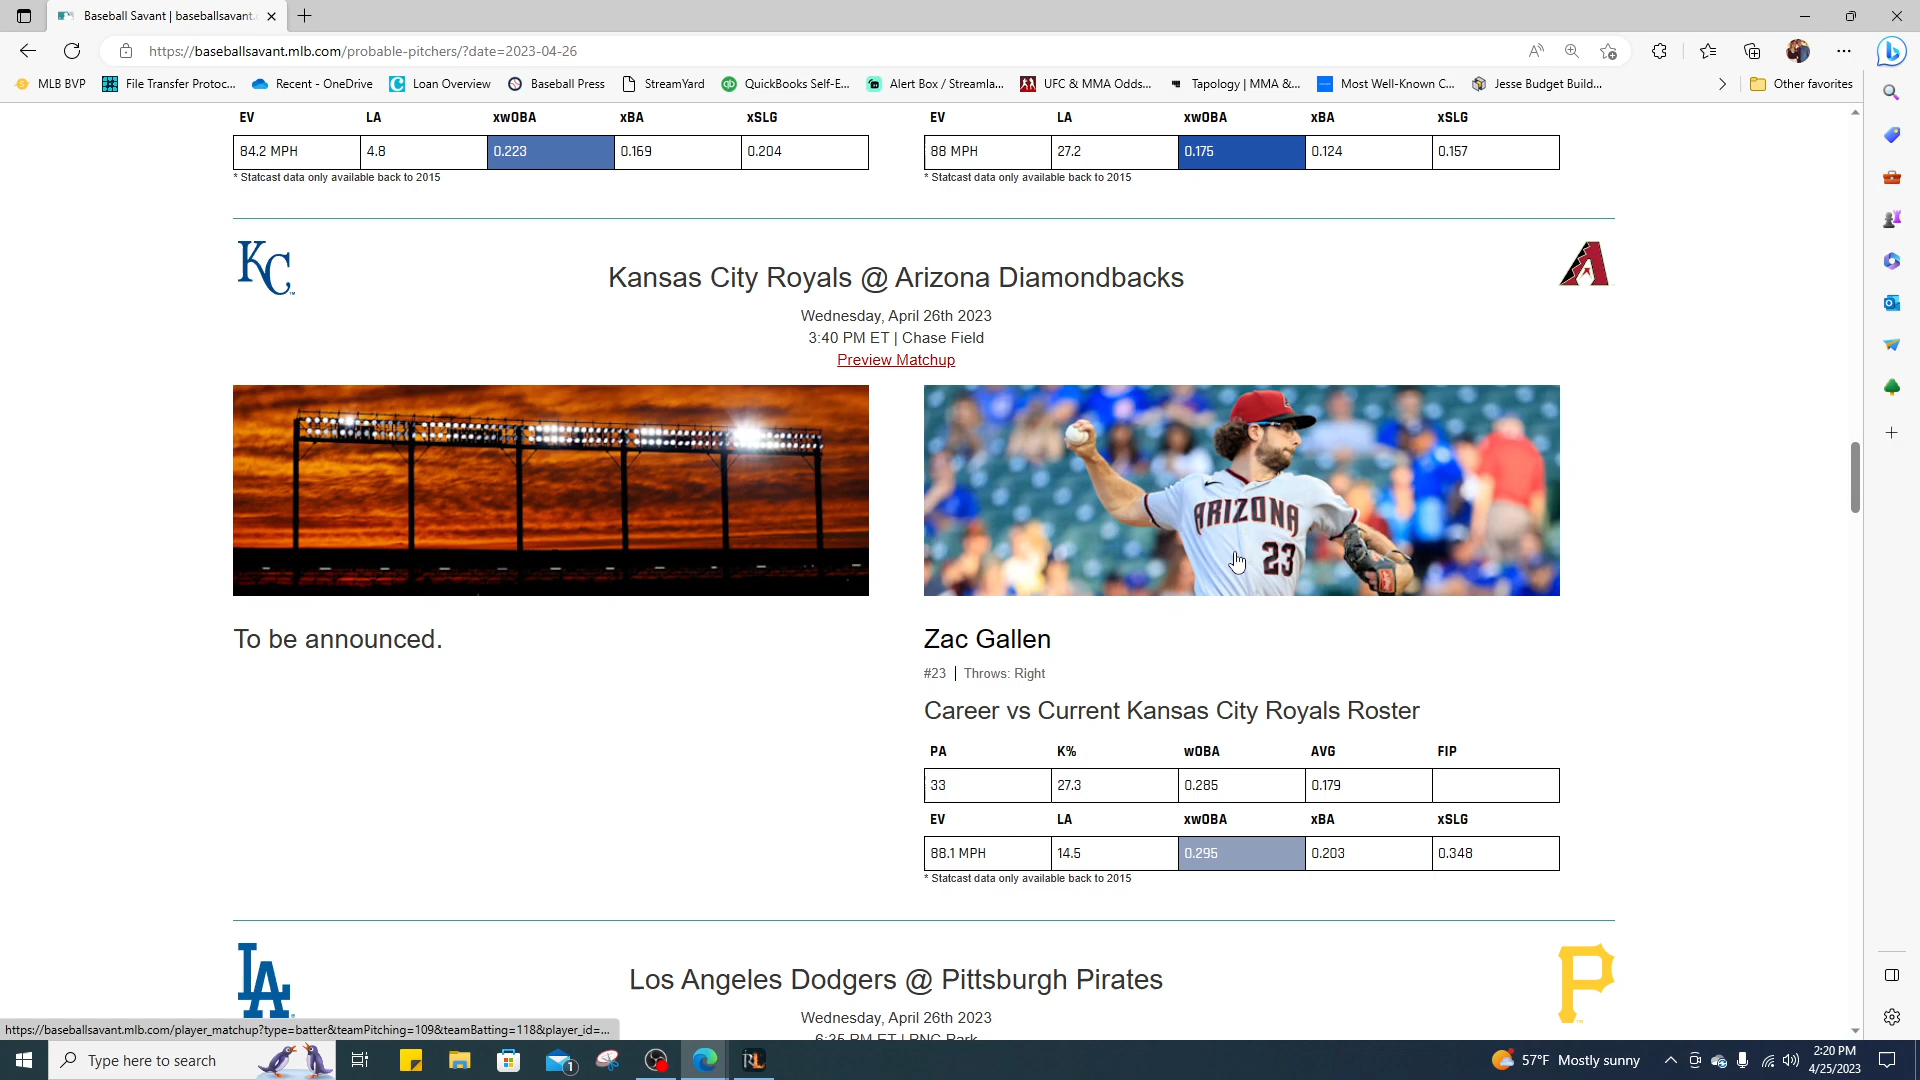 Baseball Savant | baseballsavant.
https://baseballsavant.mlb.com/probable-pitchers/?date=2023-04-26
MLB BVP
File Transfer Protoc...
Recent - OneDrive
Loan Overview
Baseball Press
StreamYard
QuickBooks Self-E...
Alert Box / Streamla...
UFC & MMA Odds...
Tapology | MMA &...
Most Well-Known C...
Jesse Budget Build...
Other favorites
EV LA xwOBA xBA xSLG
84.2 MPH 4.8 0.223 0.169 0.204
* Statcast data only available back to 2015
EV LA xwOBA xBA xSLG
88 MPH 27.2 0.175 0.124 0.157
* Statcast data only available back to 2015
KC
A
Kansas City Royals @ Arizona Diamondbacks
Wednesday, April 26th 2023
3:40 PM ET | Chase Field
Preview Matchup
ARIZONA
23
To be announced.
Zac Gallen
#23 | Throws: Right
Career vs Current Kansas City Royals Roster
PA K% wOBA AVG FIP
33 27.3 0.285 0.179
EV LA xwOBA xBA xSLG
88.1 MPH 14.5 0.295 0.203 0.348
* Statcast data only available back to 2015
LA
P
Los Angeles Dodgers @ Pittsburgh Pirates
Wednesday, April 26th 2023
6:35 PM ET | PNC Park
https://baseballsavant.mlb.com/player_matchup?type=batter&teamPitching=109&teamBatting=118&player_id=...
Type here to search
1
RL
57°F Mostly sunny
2:20 PM
4/25/2023